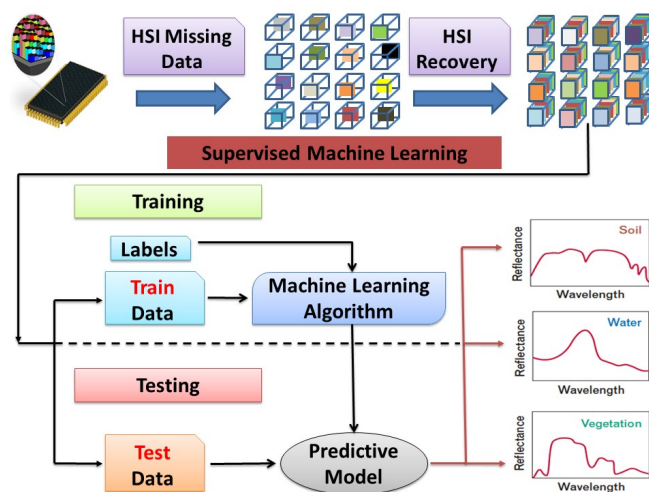 HSI Missing
Data
HSI
Recovery
Supervised Machine Learning
Training
Labels
Train
Data
Machine Learning
Algorithm
Testing
Test
Data
Predictive
Model
Soil
Reflectance
Wavelength
Water
Reflectance
Wavelength
Vegetation
Reflectance
Wavelength